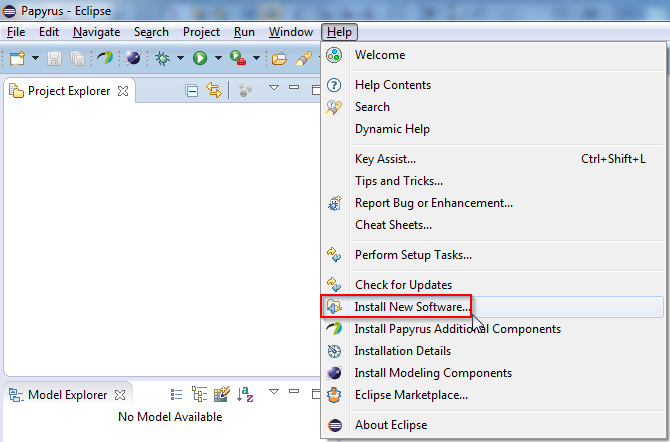 Papyrus - Eclipse
File Edit Navigate Search Project Run Window Help
Project Explorer
Welcome
Help Contents
Search
Dynamic Help
Key Assist... Ctrl+Shift+L
Tips and Tricks...
Report Bug or Enhancement...
Cheat Sheets...
Perform Setup Tasks...
Check for Updates
Install New Software...
Install Papyrus Additional Components
Installation Details
Install Modeling Components
Eclipse Marketplace...
About Eclipse
Model Explorer
No Model Available